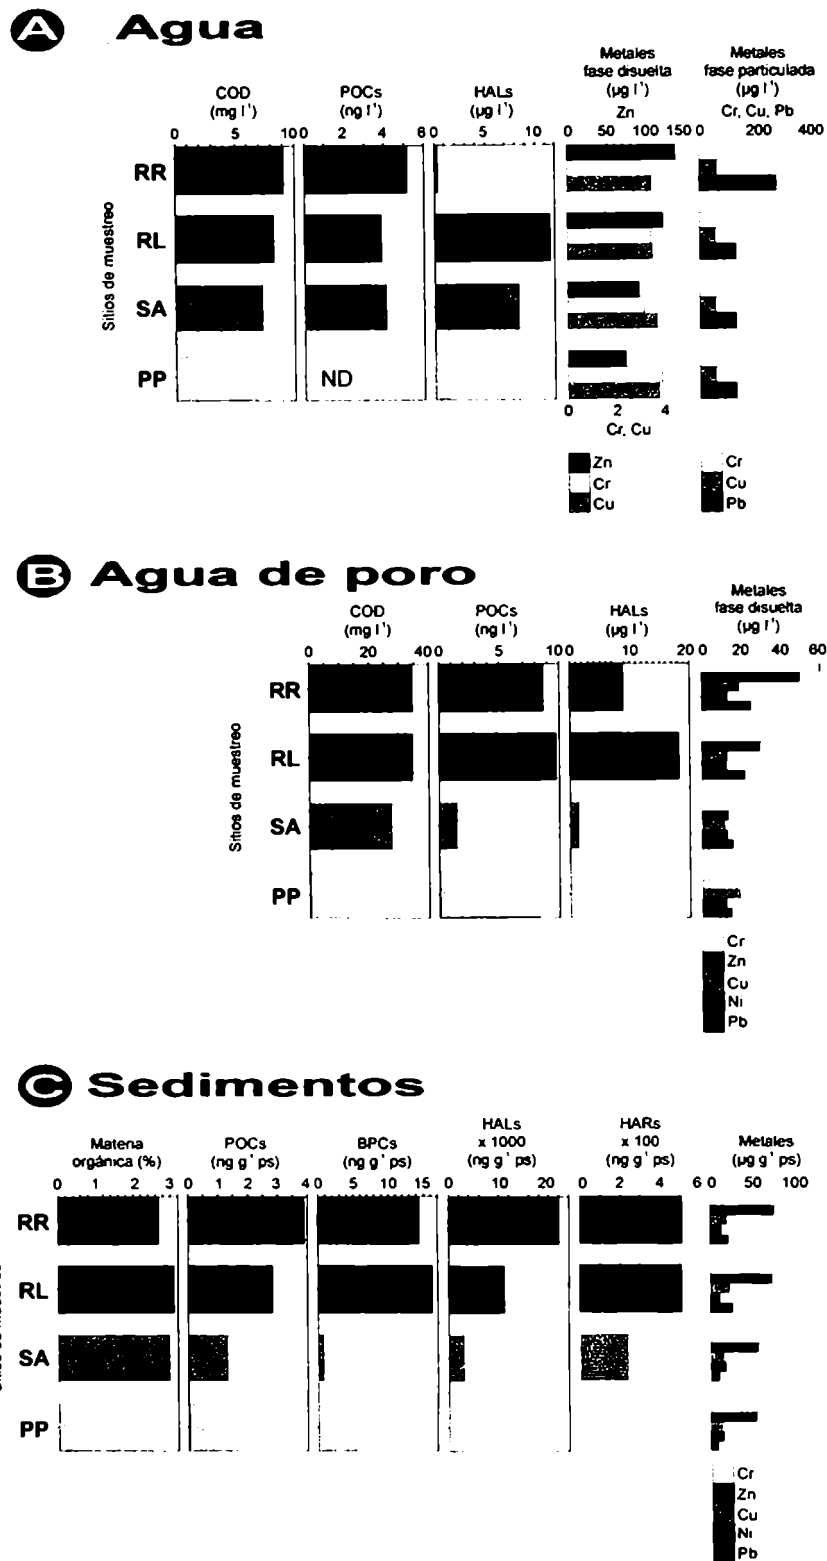 A Agua
COD (mg l⁻¹)
POCs (ng l⁻¹)
HALs (µg l⁻¹)
Metales fase disuelta (µg l⁻¹) Zn
Metales fase particulada (µg l⁻¹) Cr, Cu, Pb
0 5 10
0 2 4 6
0 5 10
0 50 100 150
0 200 400
Sitios de muestreo
RR
RL
SA
PP
ND
0 2 4
Cr, Cu
Zn
Cr
Cu
Cr
Cu
Pb
B Agua de poro
COD (mg l⁻¹)
POCs (ng l⁻¹)
HALs (µg l⁻¹)
Metales fase disuelta (µg l⁻¹)
0 20 40
0 5 10
0 10 20
0 20 40 60
Sitios de muestreo
RR
RL
SA
PP
Cr
Zn
Cu
Ni
Pb
C Sedimentos
Materia orgánica (%)
POCs (ng g⁻¹ ps)
BPCs (ng g⁻¹ ps)
HALs x 1000 (ng g⁻¹ ps)
HARs x 100 (ng g⁻¹ ps)
Metales (µg g⁻¹ ps)
0 1 2 3
0 1 2 3 4
0 5 10 15
0 10 20
0 2 4 6
0 50 100
RR
RL
SA
PP
Cr
Zn
Cu
Ni
Pb